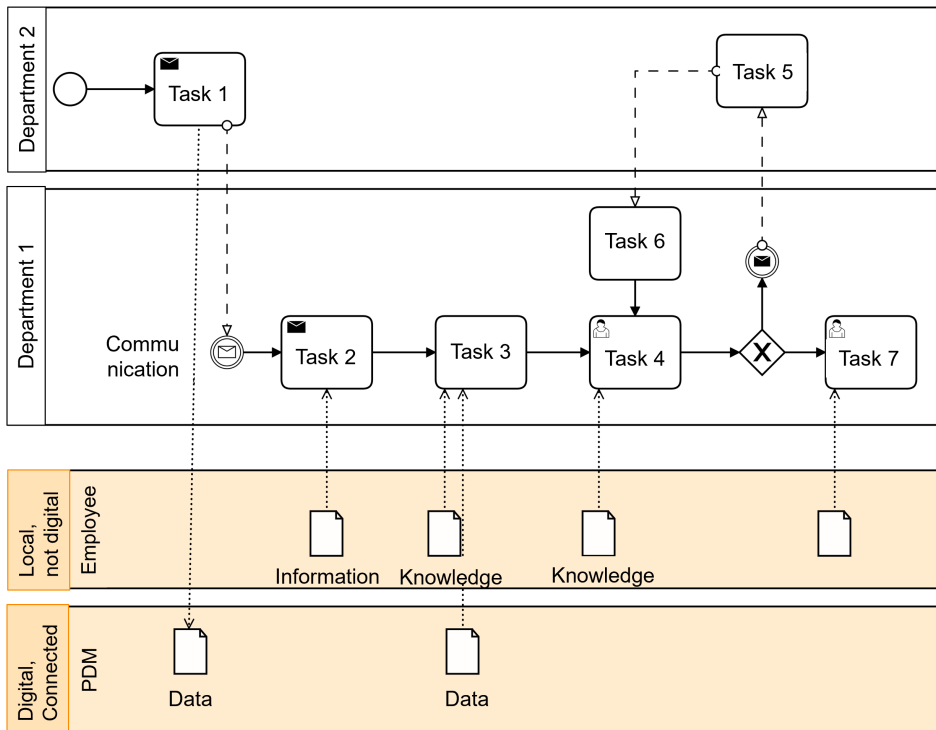 Department 2
Task 1
Task 5
Department 1
Task 6
Commu
nication
Task 2
Task 3
Task 4
X
Task 7
Local,
not digital
Employee
Information
Knowledge
Knowledge
Digital,
Connected
PDM
Data
Data